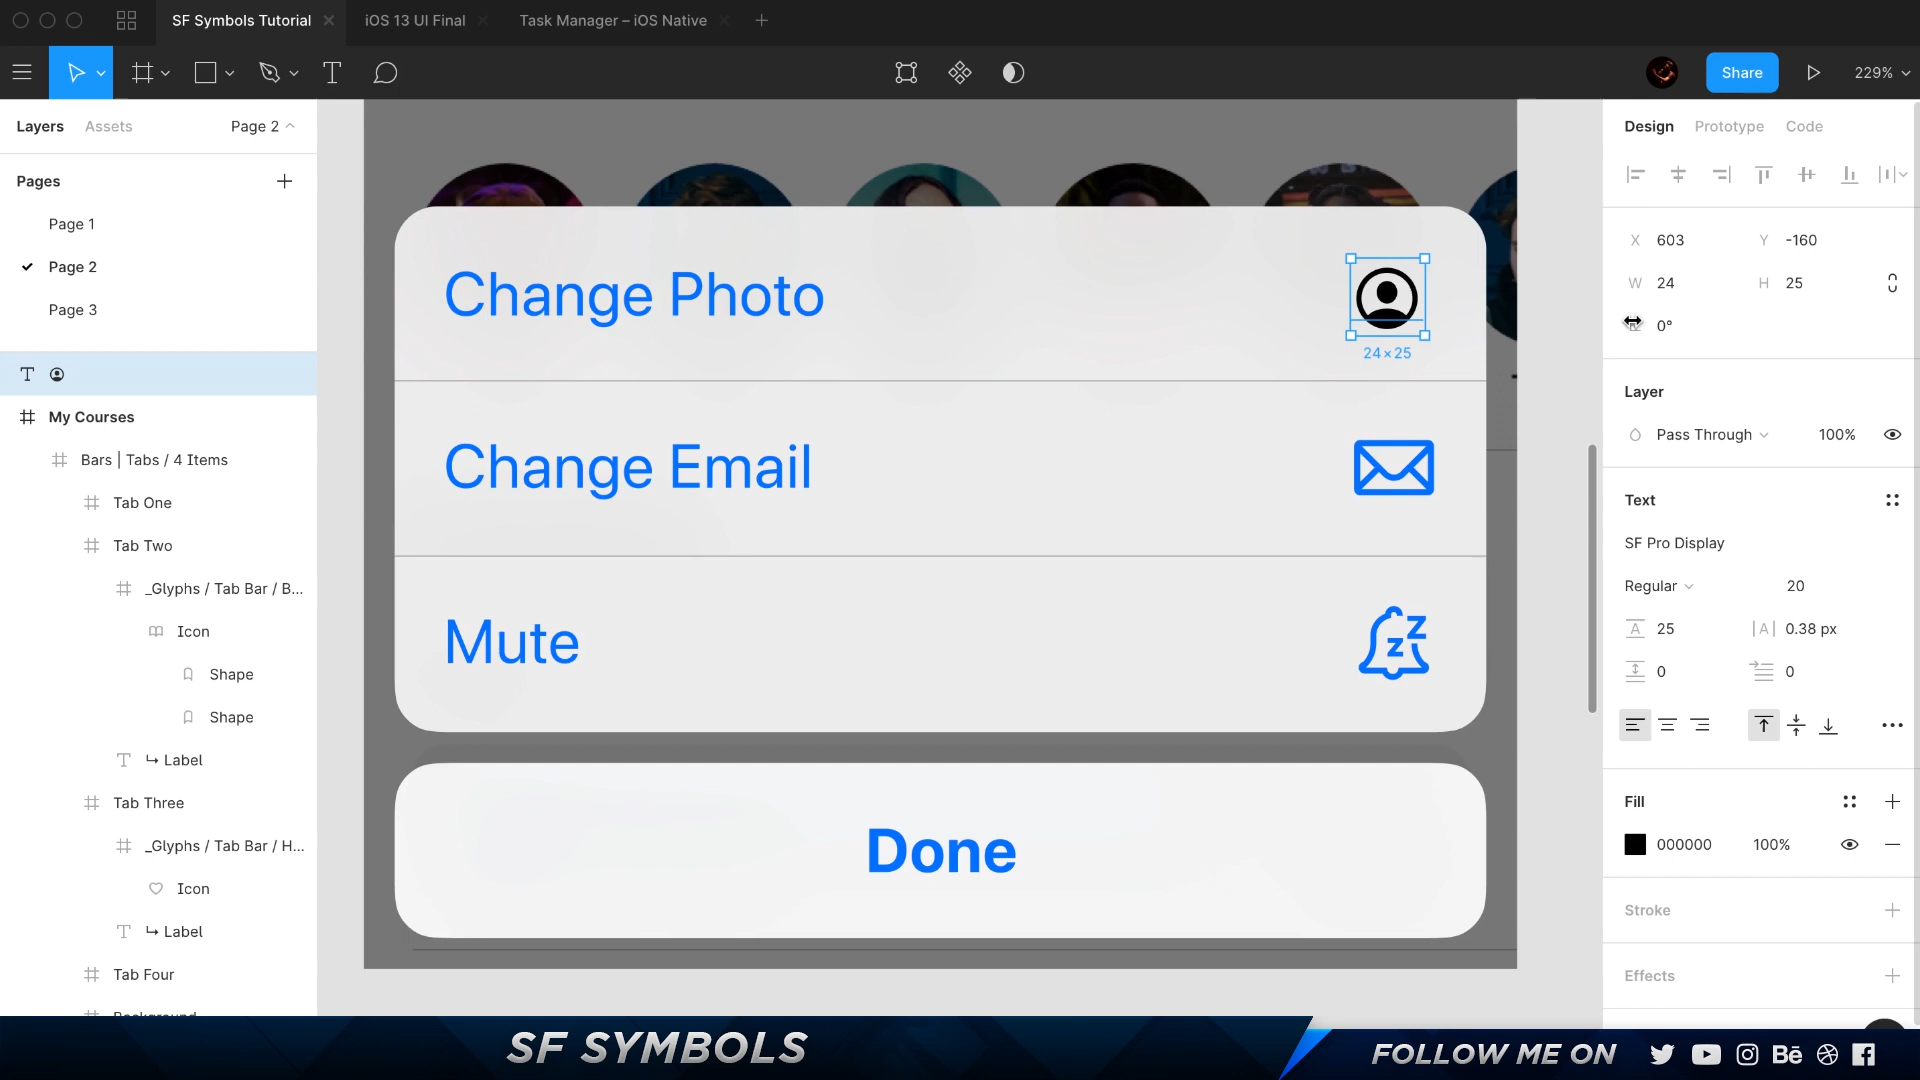 SF Symbols Tutorial
iOS 13 UI Final
Task Manager – iOS Native
Share
229%
Layers
Assets
Page 2
Design
Prototype
Code
Pages
Page 1
Page 2
Page 3
My Courses
Bars | Tabs / 4 Items
Tab One
Tab Two
_Glyphs / Tab Bar / B...
Icon
Shape
Shape
↪ Label
Tab Three
_Glyphs / Tab Bar / H...
Icon
↪ Label
Tab Four
Background
Change Photo
24 × 25
Change Email
Mute
z z
Done
X 603
Y -160
W 24
H 25
0°
Layer
Pass Through
100%
Text
SF Pro Display
Regular
20
A 25
|A| 0.38 px
0
0
Fill
000000
100%
Stroke
Effects
SF SYMBOLS
FOLLOW ME ON
Bē